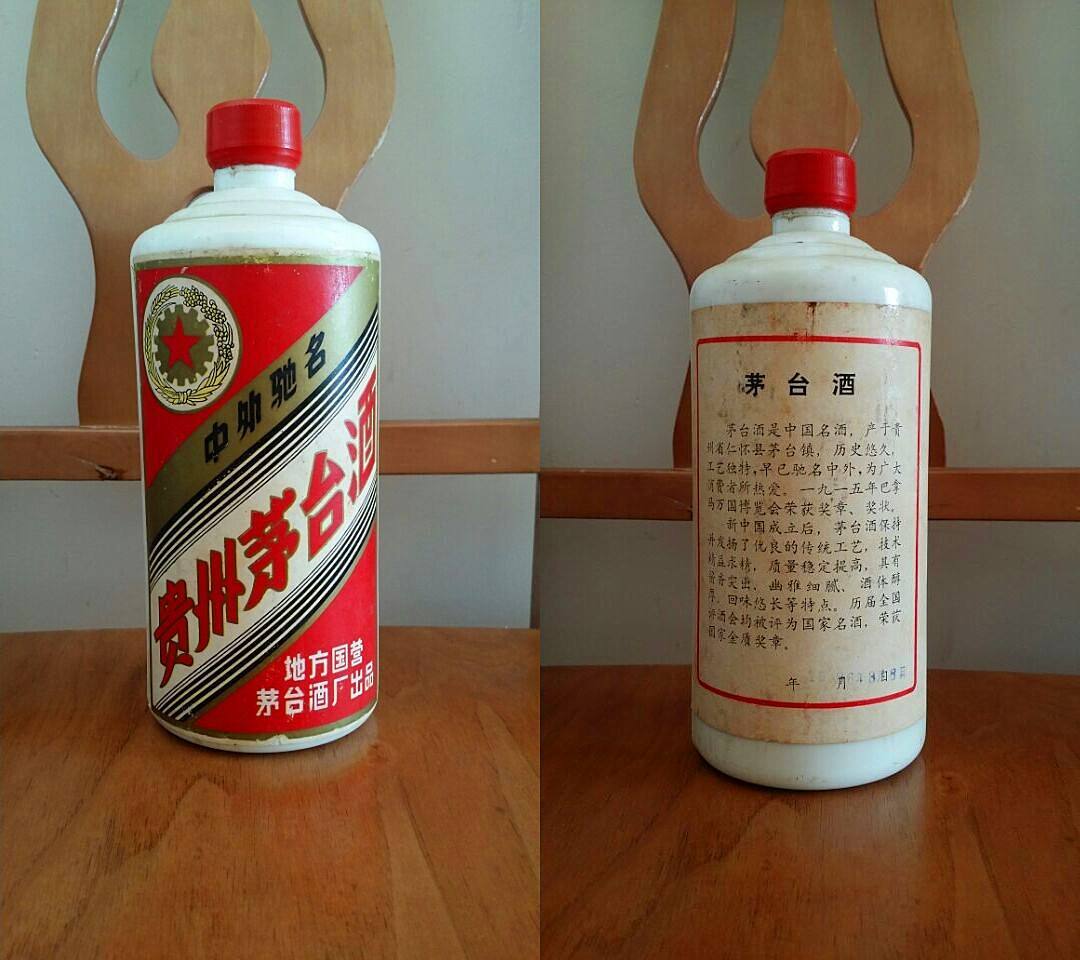 中外驰名
贵州茅台酒
地方国营
茅台酒厂出品
茅台酒
茅台酒是中国名酒，产于贵
州省仁怀县茅台镇，历史悠久，
工艺独特，早已驰名中外，为广大
消费者所热爱。一九一五年巴拿
马万国博览会荣获奖章、奖状。
新中国成立后，茅台酒保持
并发扬了优良的传统工艺，技术
精益求精，质量稳定提高，具有
酱香突出、幽雅细腻、酒体醇
厚、回味悠长等特点。历届全国
评酒会均被评为国家名酒，荣获
国家金质奖章。
年 月 日